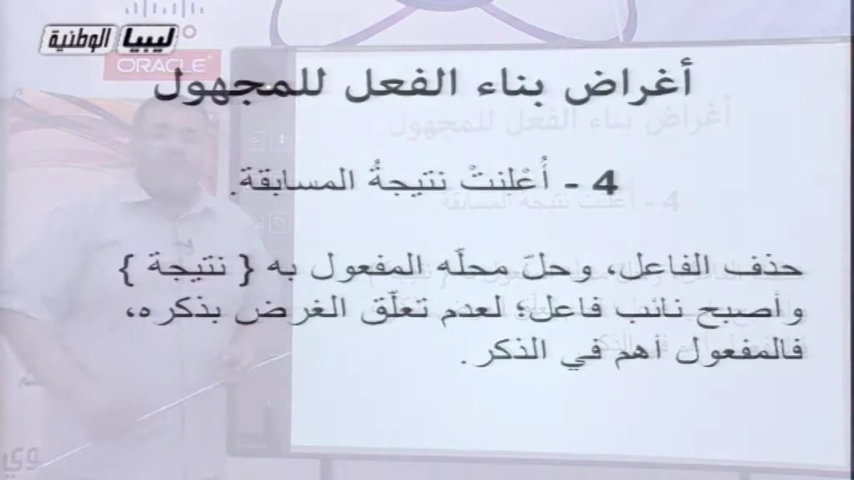 ليبيا الوطنية
ORACLE
أغراض بناء الفعل للمجهول
4 - أُعْلنتْ نتيجةُ المسابقة.
حذف الفاعل، وحلّ محلّه المفعول به { نتيجة }
وأصبح نائب فاعل؛ لعدم تعلّق الغرض بذكره،
فالمفعول أهم في الذكر.